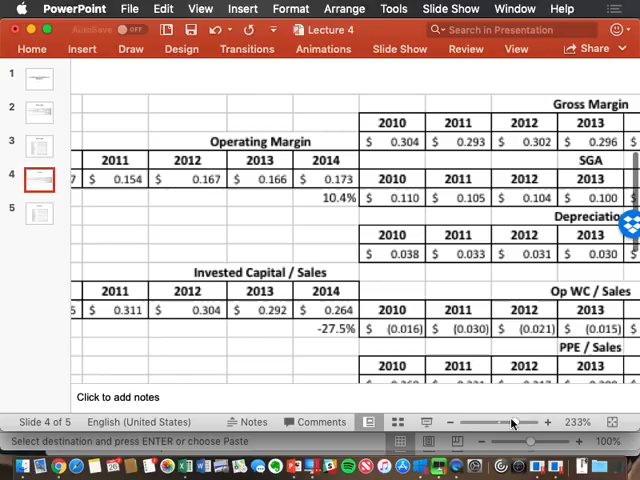 PowerPoint File Edit View Insert Format Arrange Tools Slide Show Window Help
AutoSave OFF Lecture 4 Search in Presentation
Home Insert Draw Design Transitions Animations Slide Show Review View Share
1
2
3
4
5
Gross Margin
2010 2011 2012 2013
$ 0.304 $ 0.293 $ 0.302 $ 0.296 $
Operating Margin
2011 2012 2013 2014
7 $ 0.154 $ 0.167 $ 0.166 $ 0.173
10.4%
SGA
2010 2011 2012 2013
$ 0.110 $ 0.105 $ 0.104 $ 0.100 $
Depreciatio
2010 2011 2012 2013
$ 0.038 $ 0.033 $ 0.031 $ 0.030 $
Invested Capital / Sales
2011 2012 2013 2014
5 $ 0.311 $ 0.304 $ 0.292 $ 0.264
-27.5%
Op WC / Sales
2010 2011 2012 2013
$ (0.016) $ (0.030) $ (0.021) $ (0.015) $
PPE / Sales
2010 2011 2012 2013
Click to add notes
Slide 4 of 5 English (United States) Notes Comments 233%
Select destination and press ENTER or choose Paste 100%